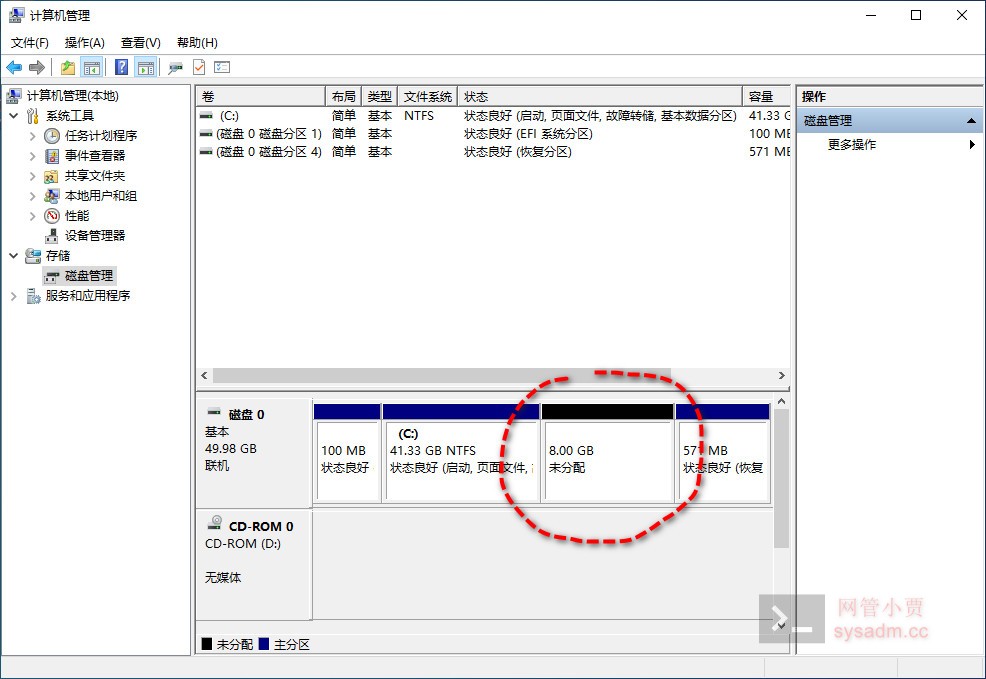 计算机管理
文件(F) 操作(A) 查看(V) 帮助(H)
计算机管理(本地)
系统工具
任务计划程序
事件查看器
共享文件夹
本地用户和组
性能
设备管理器
存储
磁盘管理
服务和应用程序
卷 布局 类型 文件系统 状态 容量
(C:) 简单 基本 NTFS 状态良好 (启动, 页面文件, 故障转储, 基本数据分区) 41.33 G
(磁盘 0 磁盘分区 1) 简单 基本 状态良好 (EFI 系统分区) 100 ME
(磁盘 0 磁盘分区 4) 简单 基本 状态良好 (恢复分区) 571 ME
操作
磁盘管理
更多操作
磁盘 0
基本
49.98 GB
联机
100 MB
状态良好
(C:)
41.33 GB NTFS
状态良好 (启动, 页面文件,
8.00 GB
未分配
571 MB
状态良好 (恢复
CD-ROM 0
CD-ROM (D:)
无媒体
未分配 主分区
网管小贾
sysadm.cc